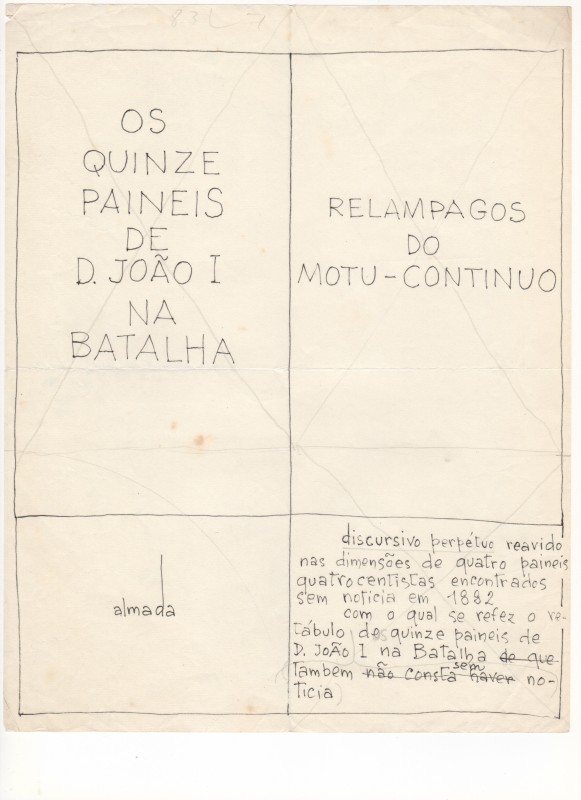 OS
QUINZE
PAINEIS
DE
D. JOÃO I
NA
BATALHA
RELAMPAGOS
DO
MOTU-CONTINUO
almada
discursivo perpétuo reavido
nas dimensões de quatro paineis
quatrocentistas encontrados
sem noticia em 1882
com o qual se refez o re-
tábulo de quinze paineis de
D. JOÃO I na Batalha de que
tambem não consta sem haver no-
ticia